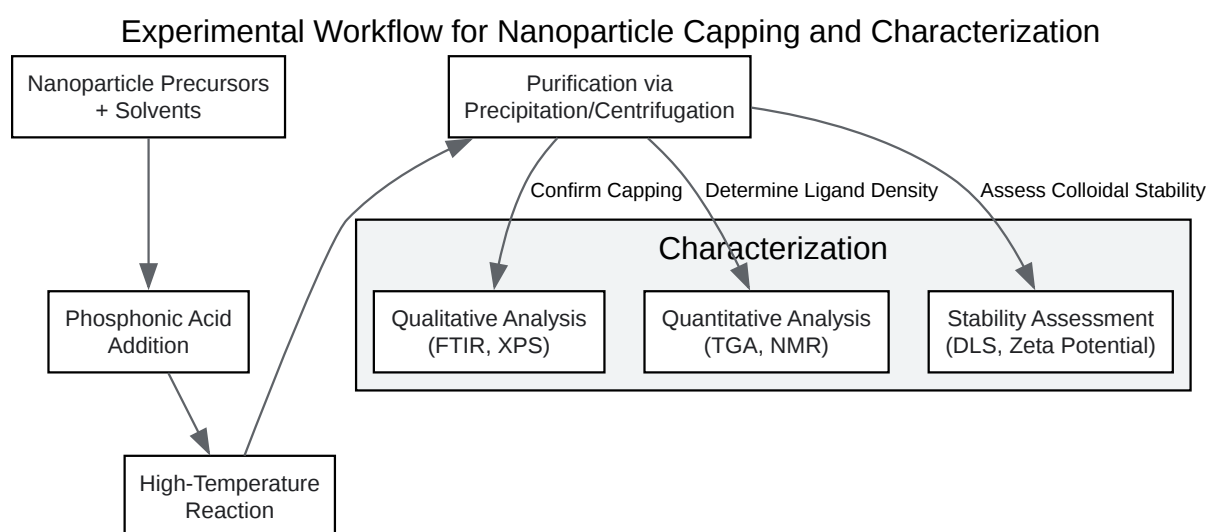 Experimental Workflow for Nanoparticle Capping and Characterization
Nanoparticle Precursors
+ Solvents
Purification via
Precipitation/Centrifugation
Confirm Capping
Determine Ligand Density
Assess Colloidal Stability
Characterization
Phosphonic Acid
Addition
Qualitative Analysis
(FTIR, XPS)
Quantitative Analysis
(TGA, NMR)
Stability Assessment
(DLS, Zeta Potential)
High-Temperature
Reaction